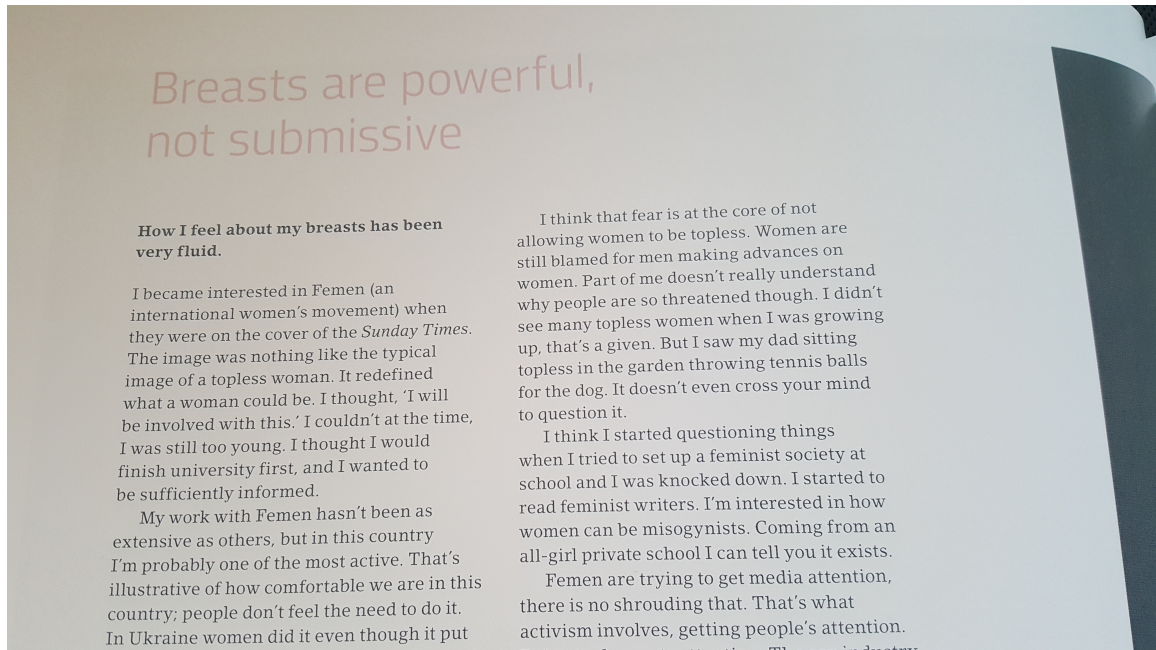 Breasts are powerful,
not submissive
How I feel about my breasts has been
very fluid.
I became interested in Femen (an
international women's movement) when
they were on the cover of the Sunday Times.
The image was nothing like the typical
image of a topless woman. It redefined
what a woman could be. I thought, ‘I will
be involved with this.’ I couldn't at the time,
I was still too young. I thought I would
finish university first, and I wanted to
be sufficiently informed.
My work with Femen hasn't been as
extensive as others, but in this country
I'm probably one of the most active. That's
illustrative of how comfortable we are in this
country; people don't feel the need to do it.
In Ukraine women did it even though it put
I think that fear is at the core of not
allowing women to be topless. Women are
still blamed for men making advances on
women. Part of me doesn't really understand
why people are so threatened though. I didn't
see many topless women when I was growing
up, that's a given. But I saw my dad sitting
topless in the garden throwing tennis balls
for the dog. It doesn't even cross your mind
to question it.
I think I started questioning things
when I tried to set up a feminist society at
school and I was knocked down. I started to
read feminist writers. I'm interested in how
women can be misogynists. Coming from an
all-girl private school I can tell you it exists.
Femen are trying to get media attention,
there is no shrouding that. That's what
activism involves, getting people's attention.